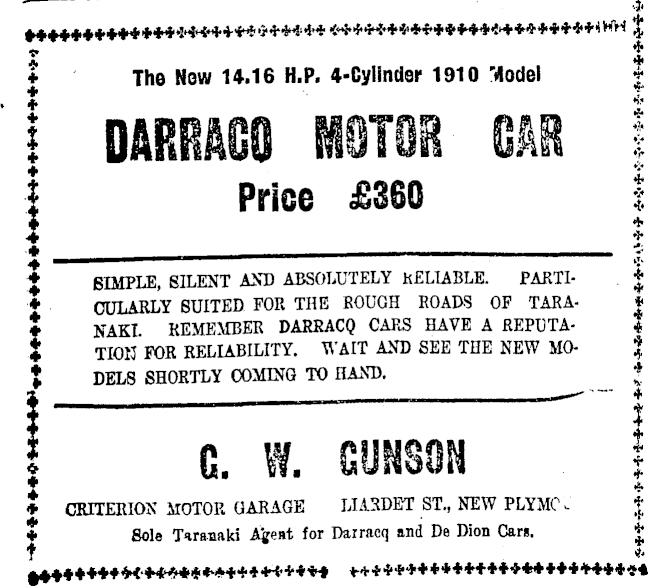 The New 14.16 H.P. 4-Cylinder 1910 Model
DARRACQ MOTOR CAR
Price £360
SIMPLE, SILENT AND ABSOLUTELY RELIABLE. PARTI-
CULARLY SUITED FOR THE ROUGH ROADS OF TARA-
NAKI. REMEMBER DARRACQ CARS HAVE A REPUTA-
TION FOR RELIABILITY. WAIT AND SEE THE NEW MO-
DELS SHORTLY COMING TO HAND.
G. W. GUNSON
CRITERION MOTOR GARAGE LIARDET ST., NEW
Sole Taranaki Agent for Darracq and De Dion Cars.